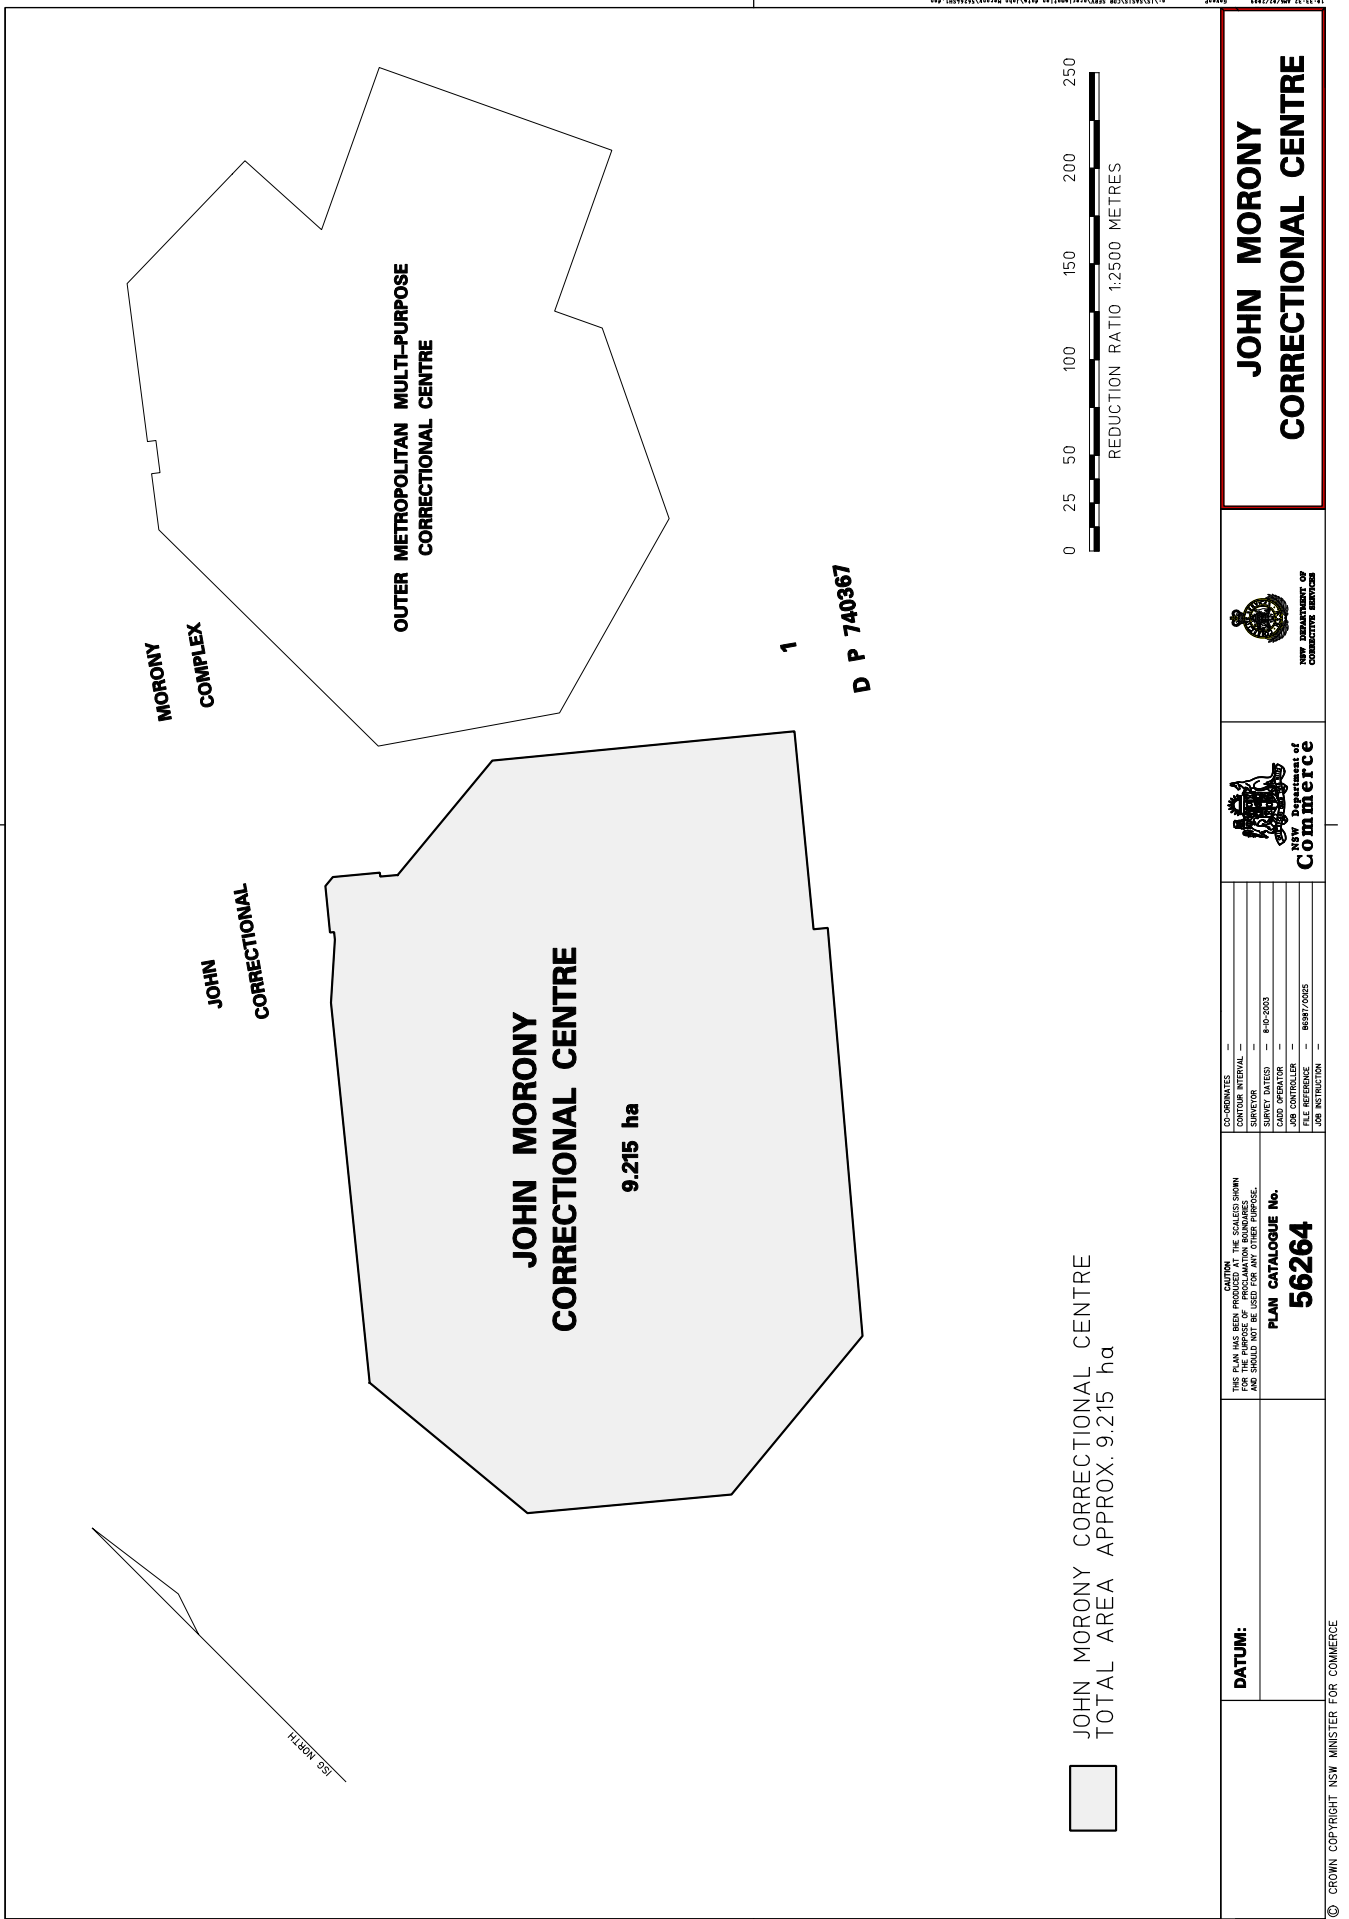 JOHN MORONY
CORRECTIONAL COMPLEX
OUTER METROPOLITAN MULTI-PURPOSE
CORRECTIONAL CENTRE
JOHN MORONY
CORRECTIONAL CENTRE
9.215 ha
1
D P 740367
ISG NORTH
JOHN MORONY CORRECTIONAL CENTRE
TOTAL AREA APPROX. 9.215 ha
0 25 50 100 150 200 250
REDUCTION RATIO 1:2500 METRES
DATUM:
CAUTION
THIS PLAN HAS BEEN PRODUCED AT THE SCALE(S) SHOWN
FOR THE PURPOSE OF PROCLAMATION BOUNDARIES
AND SHOULD NOT BE USED FOR ANY OTHER PURPOSE.
PLAN CATALOGUE No.
56264
CO-ORDINATES —
CONTOUR INTERVAL —
SURVEYOR —
SURVEY DATE(S) — 8-10-2003
CADD OPERATOR —
JOB CONTROLLER —
FILE REFERENCE — 86987/00125
JOB INSTRUCTION —
NSW Department of
Commerce
NSW DEPARTMENT OF
CORRECTIVE SERVICES
JOHN MORONY
CORRECTIONAL CENTRE
© CROWN COPYRIGHT NSW MINISTER FOR COMMERCE